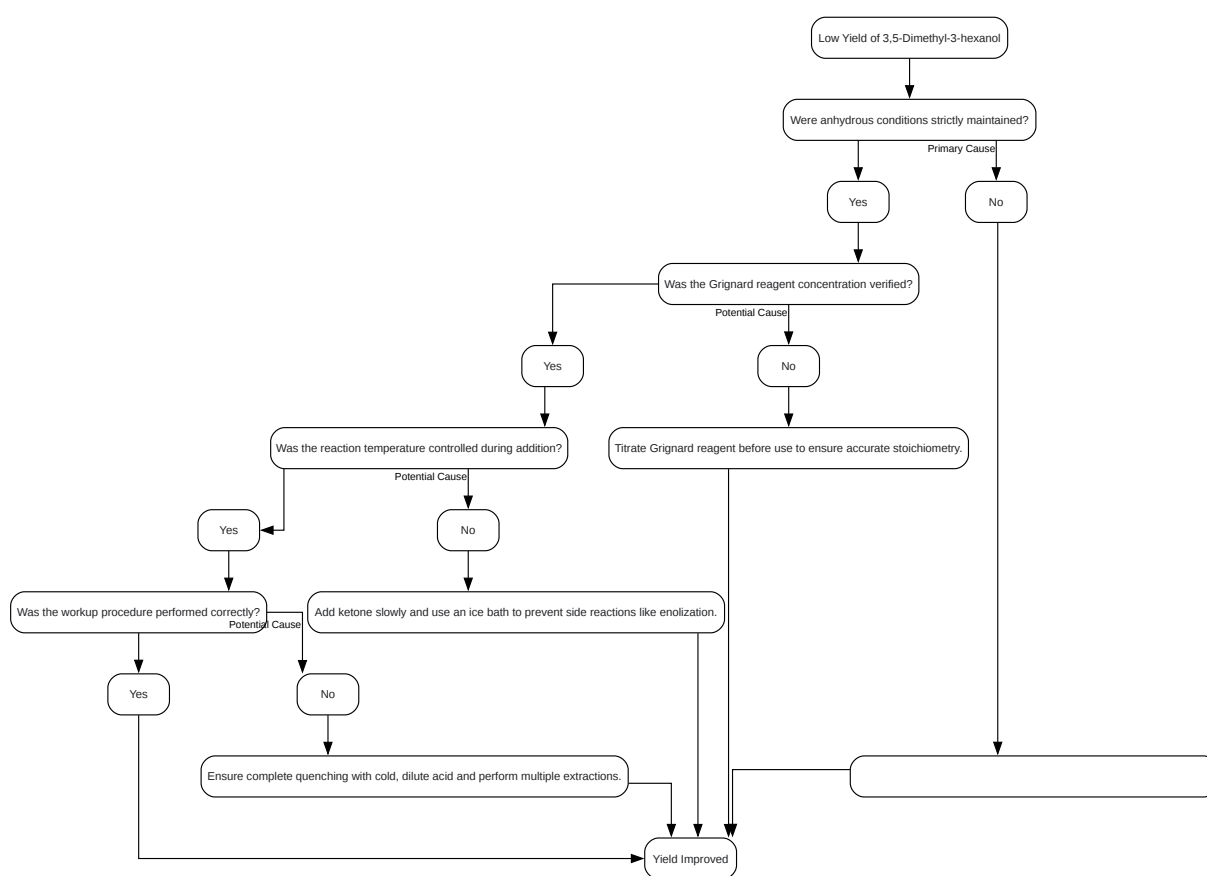 Low Yield of 3,5-Dimethyl-3-hexanol
Were anhydrous conditions strictly maintained?
Primary Cause
Yes
No
Was the Grignard reagent concentration verified?
Potential Cause
Yes
No
Was the reaction temperature controlled during addition?
Titrate Grignard reagent before use to ensure accurate stoichiometry.
Potential Cause
Yes
No
Was the workup procedure performed correctly?
Add ketone slowly and use an ice bath to prevent side reactions like enolization.
Potential Cause
Yes
No
Ensure complete quenching with cold, dilute acid and perform multiple extractions.
Yield Improved